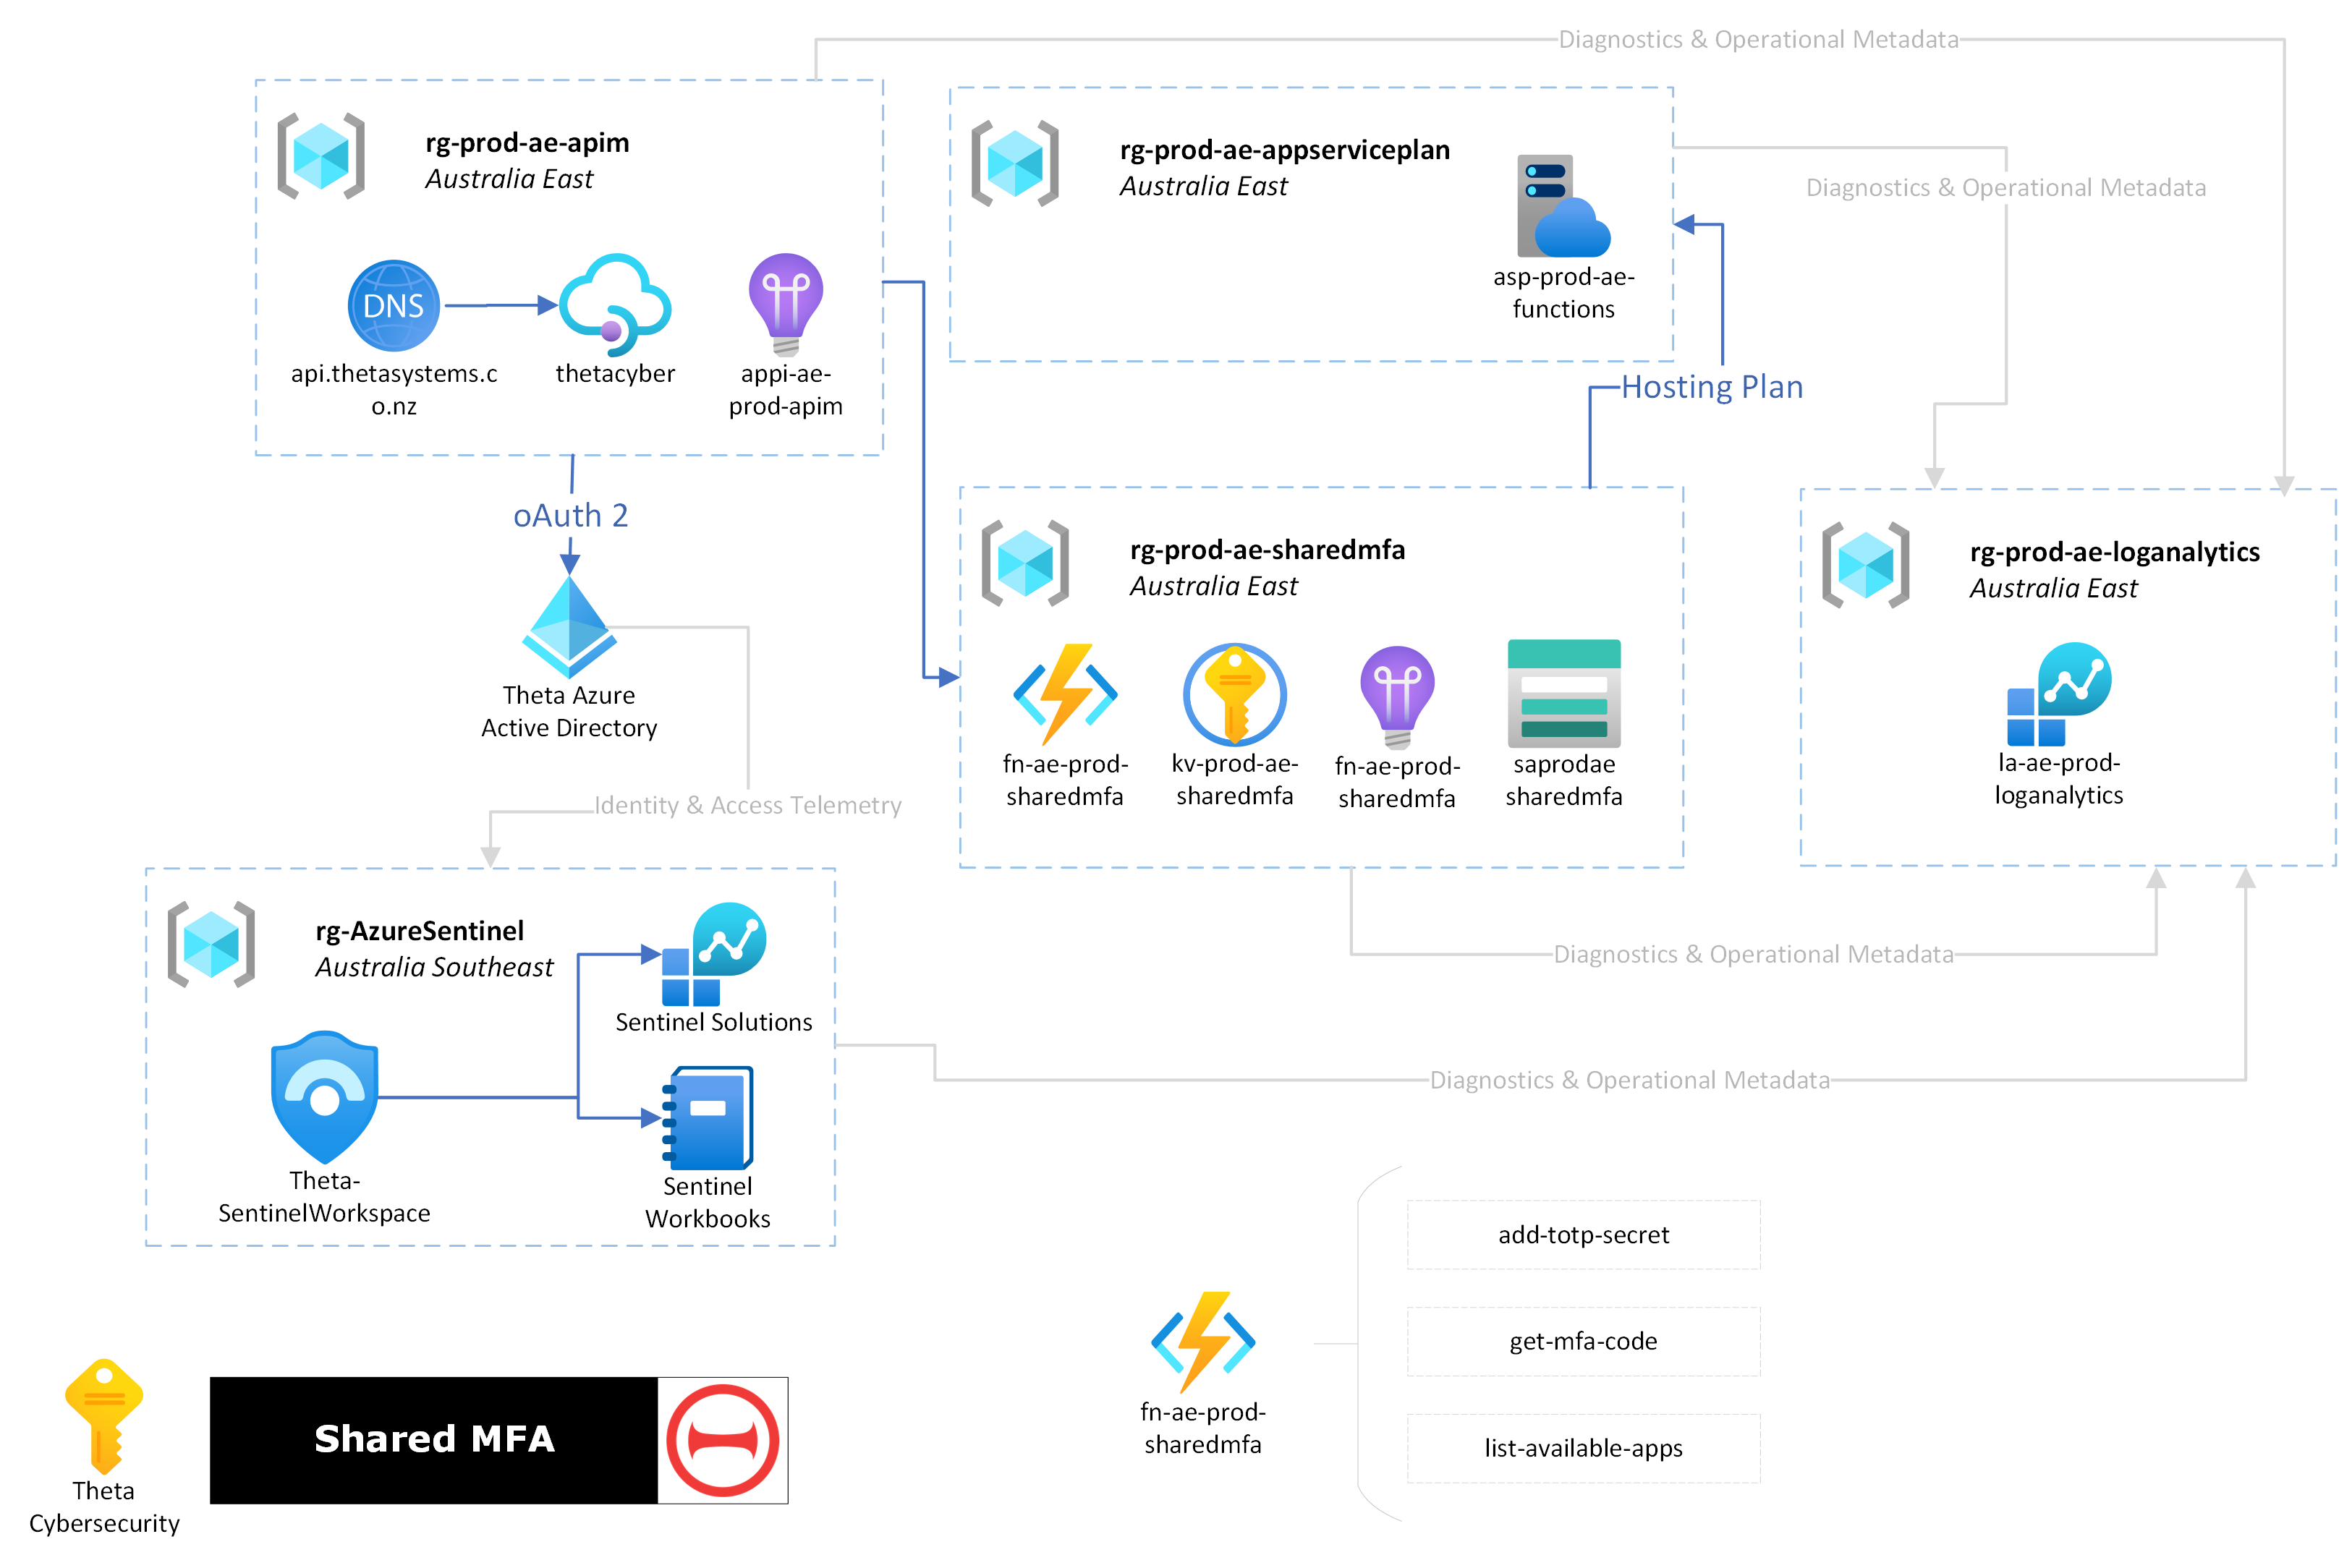 Diagnostics & Operational Metadata
rg-prod-ae-apim
Australia East
DNS
api.thetasystems.c
o.nz
thetacyber
appi-ae-
prod-apim
rg-prod-ae-appserviceplan
Australia East
asp-prod-ae-
functions
Diagnostics & Operational Metadata
Hosting Plan
oAuth 2
Theta Azure
Active Directory
rg-prod-ae-sharedmfa
Australia East
fn-ae-prod-
sharedmfa
kv-prod-ae-
sharedmfa
fn-ae-prod-
sharedmfa
saprodae
sharedmfa
rg-prod-ae-loganalytics
Australia East
la-ae-prod-
loganalytics
Identity & Access Telemetry
rg-AzureSentinel
Australia Southeast
Sentinel Solutions
Theta-
SentinelWorkspace
Sentinel
Workbooks
Diagnostics & Operational Metadata
Diagnostics & Operational Metadata
fn-ae-prod-
sharedmfa
add-totp-secret
get-mfa-code
list-available-apps
Theta
Cybersecurity
Shared MFA